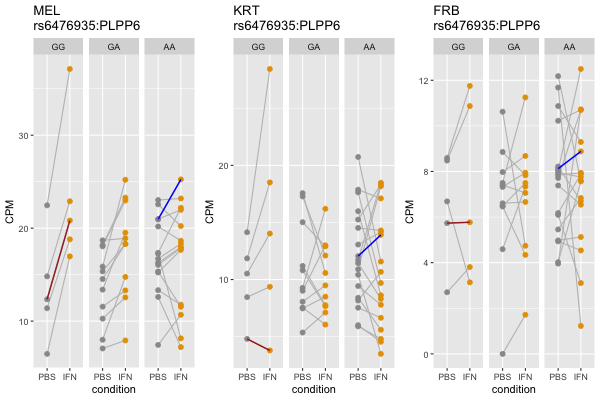 MEL
rs6476935:PLPP6
GG GA AA
CPM
30
20
10
PBS IFN PBS IFN PBS IFN
condition
KRT
rs6476935:PLPP6
GG GA AA
CPM
20
10
PBS IFN PBS IFN PBS IFN
condition
FRB
rs6476935:PLPP6
GG GA AA
CPM
12
8
4
0
PBS IFN PBS IFN PBS IFN
condition